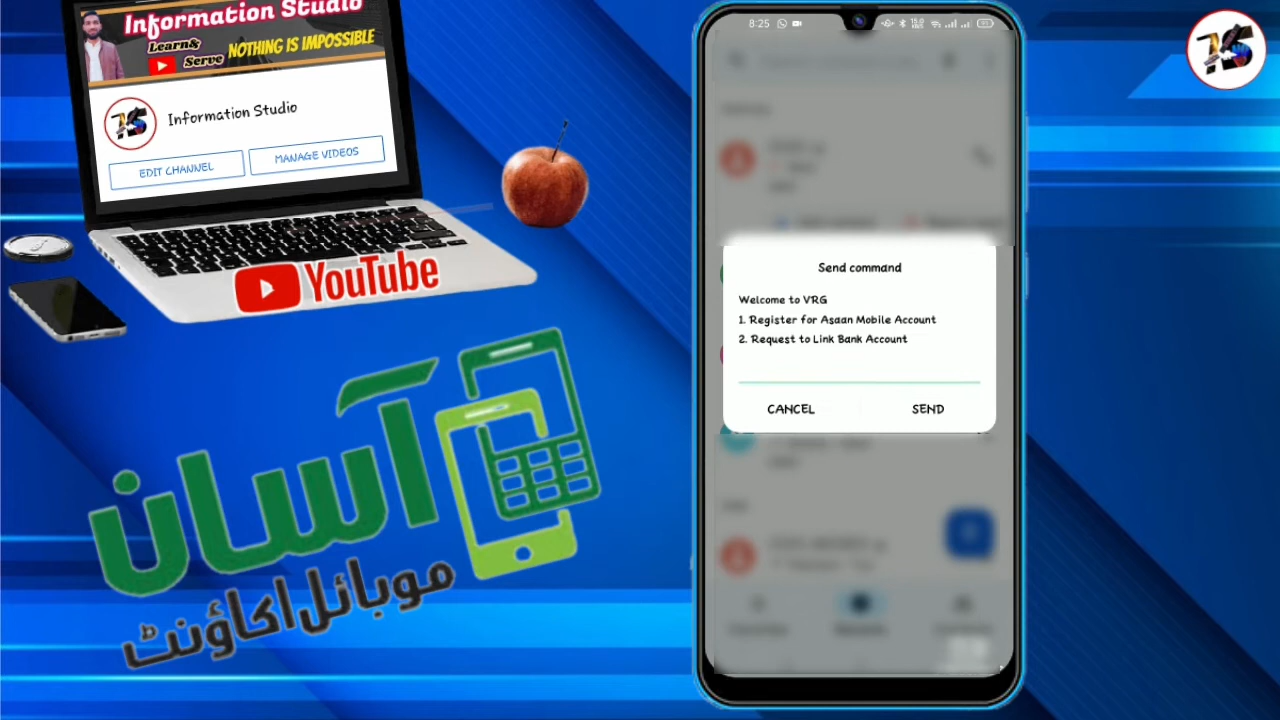 Information Studio
Learn&
Serve
NOTHING IS IMPOSSIBLE
Information Studio
EDIT CHANNEL
MANAGE VIDEOS
YouTube
آسان
موبائل اکاؤنٹ
8:25
Send command
Welcome to VRG
1. Register for Asaan Mobile Account
2. Request to Link Bank Account
CANCEL
SEND